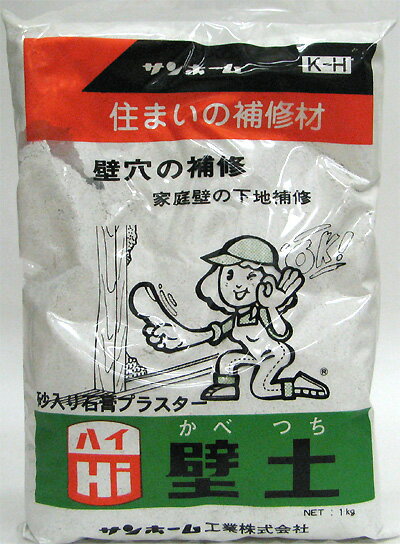 サンホーム
K-H
住まいの補修材
壁穴の補修
家庭壁の下地補修
OK!
®
砂入り石膏プラスター
ハイ
Hi
かべ つち
壁土
NET : 1kg
サンホーム工業株式会社